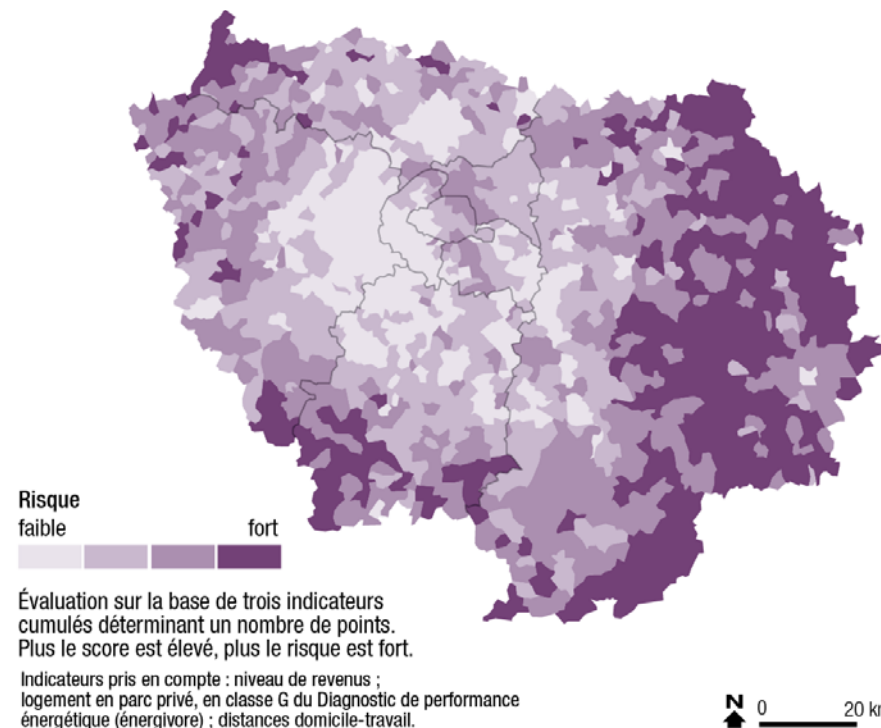 Risque
faible fort
Évaluation sur la base de trois indicateurs
cumulés déterminant un nombre de points.
Plus le score est élevé, plus le risque est fort.
Indicateurs pris en compte : niveau de revenus ;
logement en parc privé, en classe G du Diagnostic de performance
énergétique (énergivore) ; distances domicile-travail.
N 0 20 km